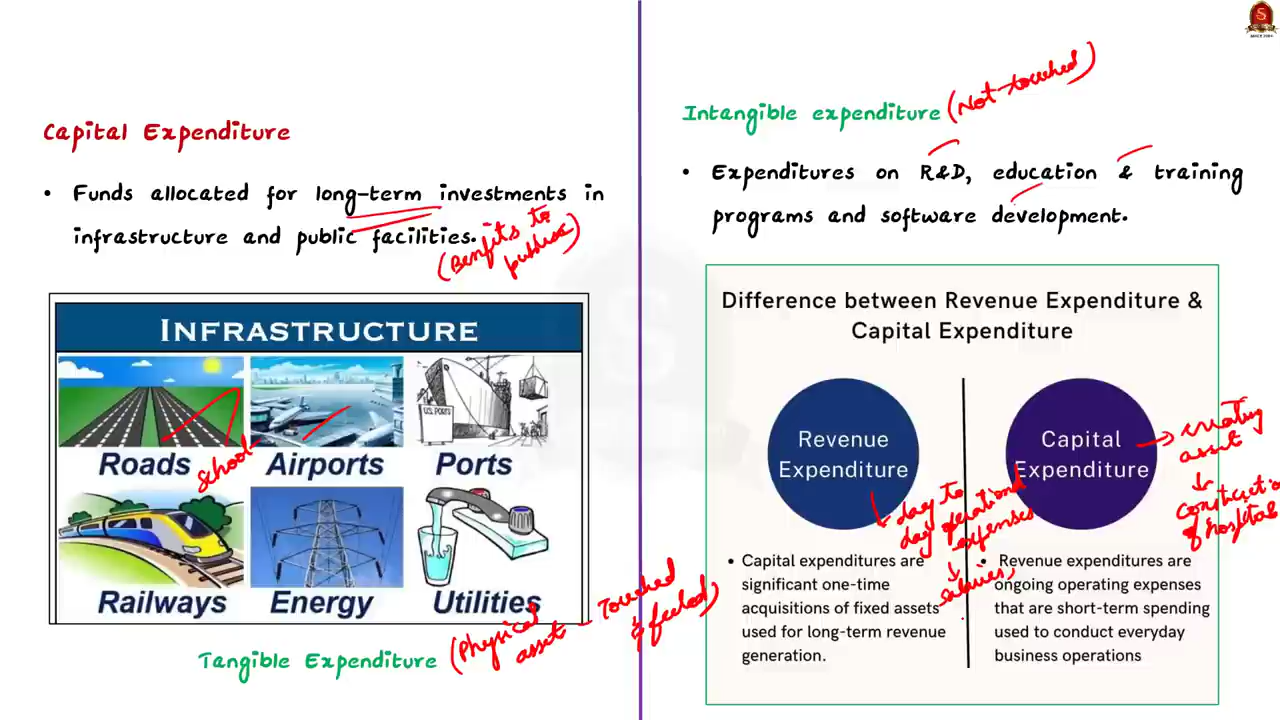 Capital Expenditure
• Funds allocated for long-term investments in
infrastructure and public facilities.
(Benfits to
public)
INFRASTRUCTURE
U.S. PORTS
Roads
Airports
Ports
School
Railways
Energy
Utilities
Tangible Expenditure
(Physical
asset - Touched
& feeled)
Intangible expenditure (Not-touched)
• Expenditures on R&D, education & training
programs and software development.
Difference between Revenue Expenditure &
Capital Expenditure
Revenue
Expenditure
Capital
Expenditure
day to
day operational
expenses
salaries,
creating
asset
construction
of hospital
• Capital expenditures are
significant one-time
acquisitions of fixed assets
used for long-term revenue
generation.
• Revenue expenditures are
ongoing operating expenses
that are short-term spending
used to conduct everyday
business operations